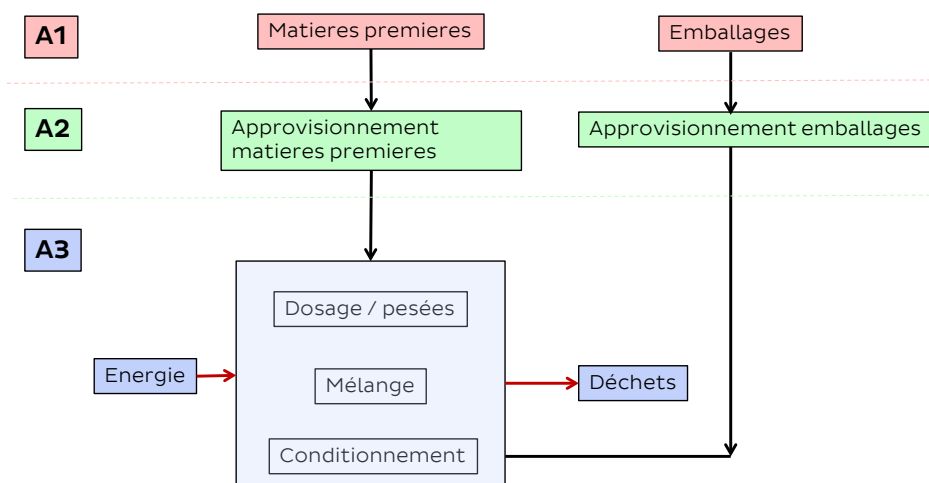 A1
Matieres premieres
Emballages
A2
Approvisionnement
matieres premieres
Approvisionnement emballages
A3
Dosage / pesées
Energie
Mélange
Déchets
Conditionnement